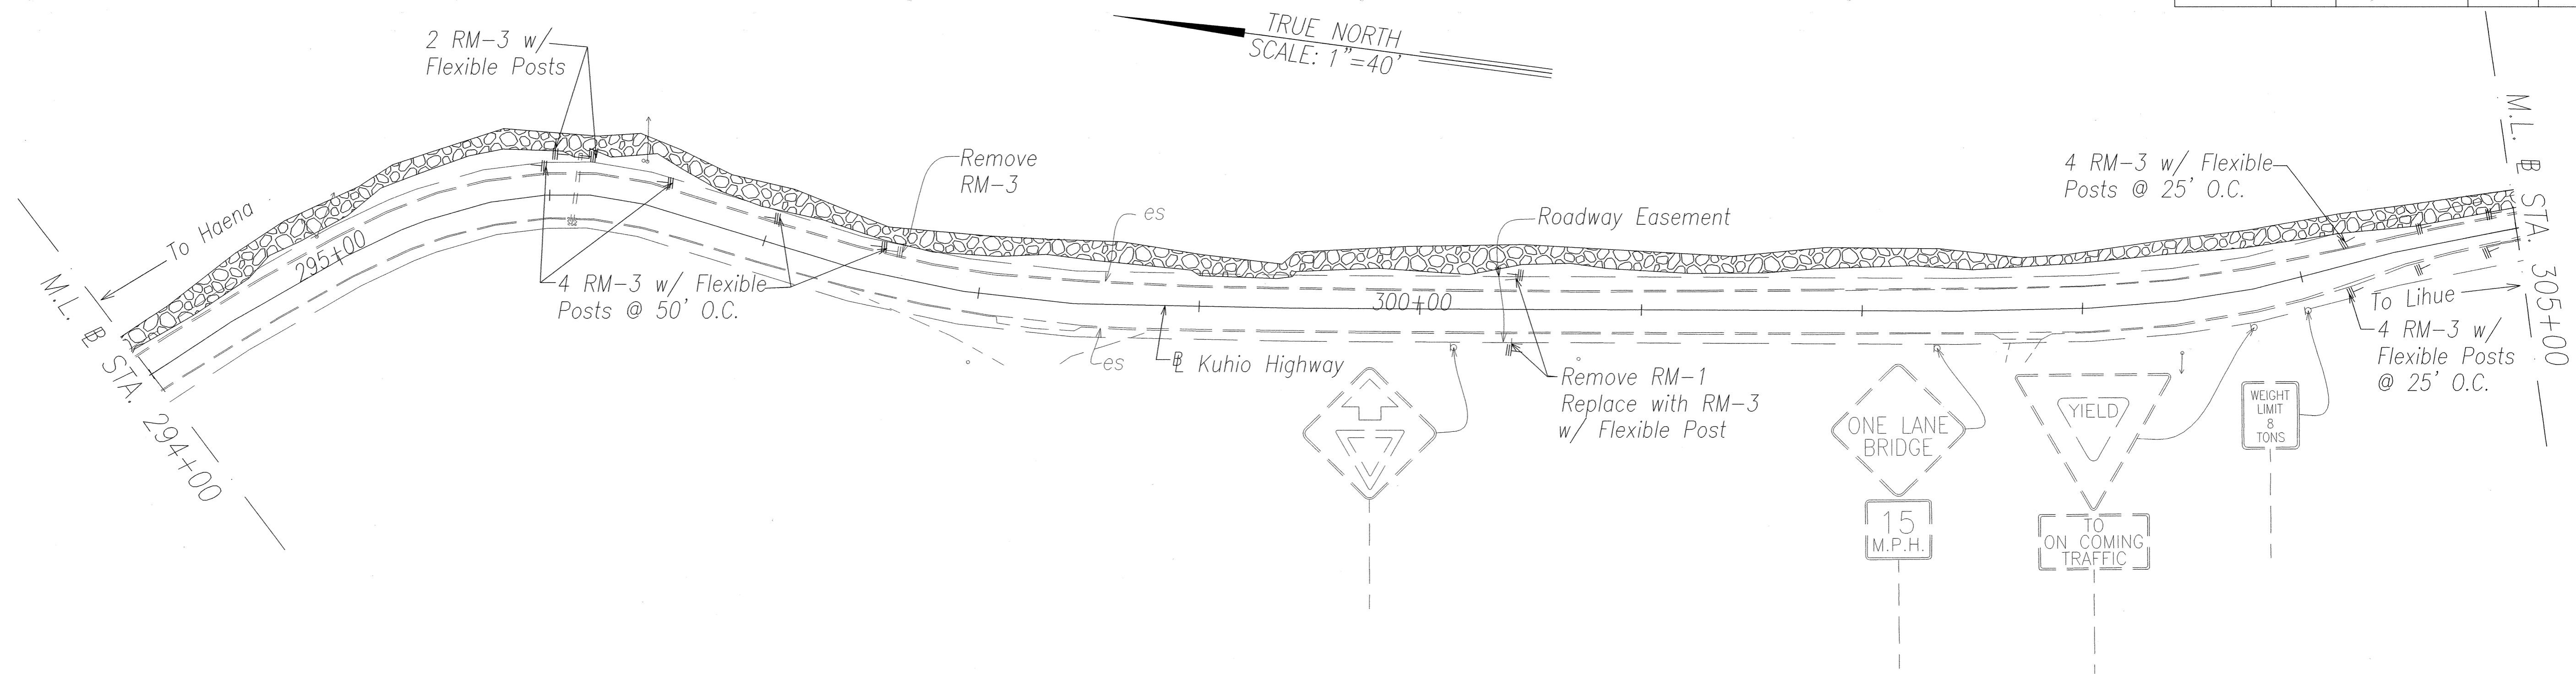 TRUE NORTH
SCALE: 1"=40'
2 RM-3 w/
Flexible Posts
To Haena
295+00
M.L. ⅊ STA. 294+00
4 RM-3 w/ Flexible
Posts @ 50' O.C.
Remove
RM-3
es
es
℄ Kuhio Highway
300+00
Roadway Easement
Remove RM-1
Replace with RM-3
w/ Flexible Post
4 RM-3 w/ Flexible
Posts @ 25' O.C.
M.L. ⅊ STA. 305+00
To Lihue
4 RM-3 w/
Flexible Posts
@ 25' O.C.
ONE LANE
BRIDGE
15
M.P.H.
YIELD
TO
ON COMING
TRAFFIC
WEIGHT
LIMIT
8
TONS